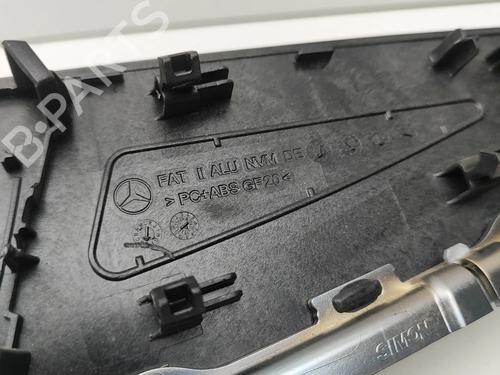 B-PARTS
FAT II ALU NVM DE
>PC+ABS GF20<
SIMON